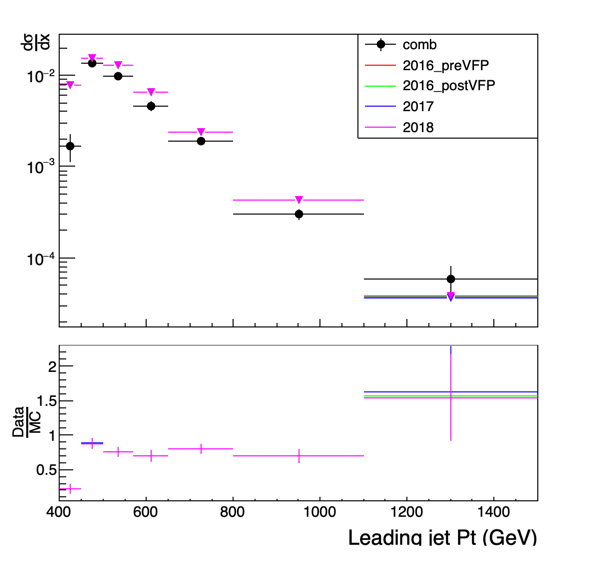 dσ
dx
comb
2016_preVFP
2016_postVFP
2017
2018
10−2
10−3
10−4
Data
MC
2
1.5
1
0.5
400 600 800 1000 1200 1400
Leading jet Pt (GeV)